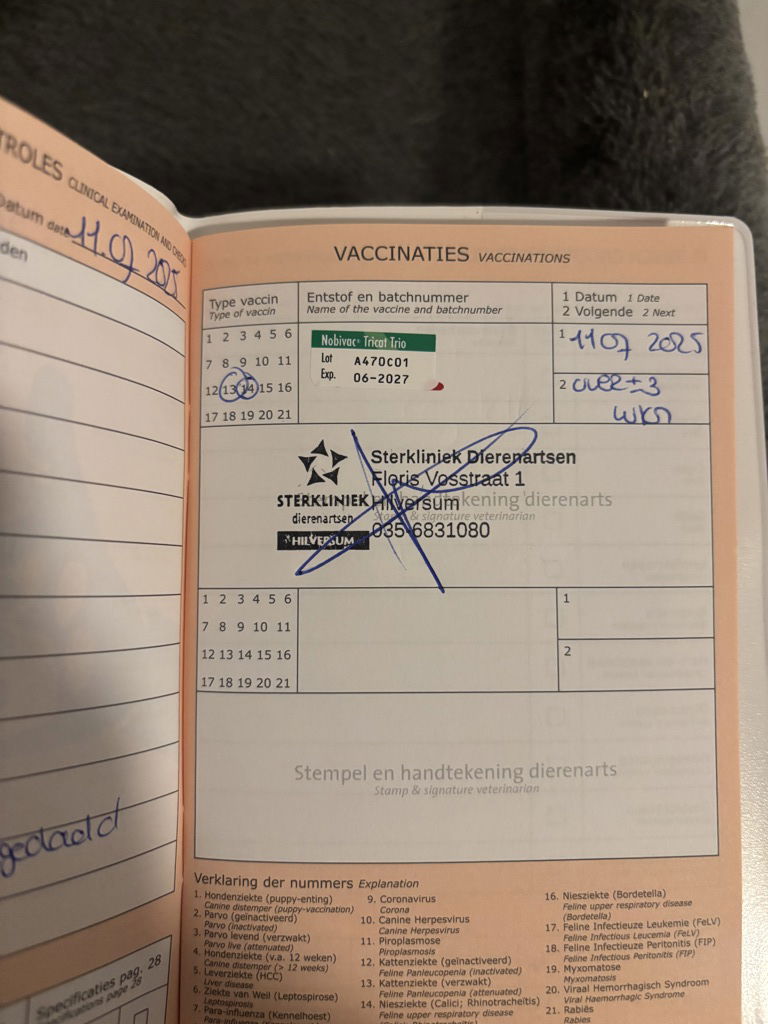 TROLES CLINICAL EXAMINATION AND CHECKS
Datum date 11.07 2025
den
gedaald
Specificaties pag. 28
VACCINATIES VACCINATIONS
Type vaccin
Type of vaccin
Entstof en batchnummer
Name of the vaccine and batchnumber
1 Datum 1 Date
2 Volgende 2 Next
1 2 3 4 5 6
7 8 9 10 11
12 13 14 15 16
17 18 19 20 21
Nobivac® Tricat Trio
Lot A470C01
Exp. 06-2027
1 11 07 2025
2 over ±3
wkn
STERKLINIEK
dierenartsen
HILVERSUM
Sterkliniek Dierenartsen
Floris Vosstraat 1
Hilversum
035-6831080
handtekening dierenarts
Stamp & signature veterinarian
1 2 3 4 5 6
7 8 9 10 11
12 13 14 15 16
17 18 19 20 21
1
2
Stempel en handtekening dierenarts
Stamp & signature veterinarian
Verklaring der nummers Explanation
1. Hondenziekte (puppy-enting)
Canine distemper (puppy-vaccination)
2. Parvo (geïnactiveerd)
Parvo (inactivated)
3. Parvo levend (verzwakt)
Parvo live (attenuated)
4. Hondenziekte (v.a. 12 weken)
Canine distemper (> 12 weeks)
5. Leverziekte (HCC)
Liver disease
6. Ziekte van Weil (Leptospirose)
Leptospirosis
7. Para-influenza (Kennelhoest)
9. Coronavirus
Corona
10. Canine Herpesvirus
Canine Herpesvirus
11. Piroplasmose
Piroplasmosis
12. Kattenziekte (geïnactiveerd)
Feline Panleucopenia (inactivated)
13. Kattenziekte (verzwakt)
Feline Panleucopenia (attenuated)
14. Niesziekte (Calici; Rhinotracheïtis)
Feline upper respiratory disease
16. Niesziekte (Bordetella)
Feline upper respiratory disease
(Bordetella)
17. Feline Infectieuze Leukemie (FeLV)
Feline Infectious Leucemia (FeLV)
18. Feline Infectieuze Peritonitis (FIP)
Feline Infectious Peritonitis (FIP)
19. Myxomatose
Myxomatosis
20. Viraal Hemorrhagisch Syndroom
Viral Haemorrhagic Syndrome
21. Rabiës
Rabies